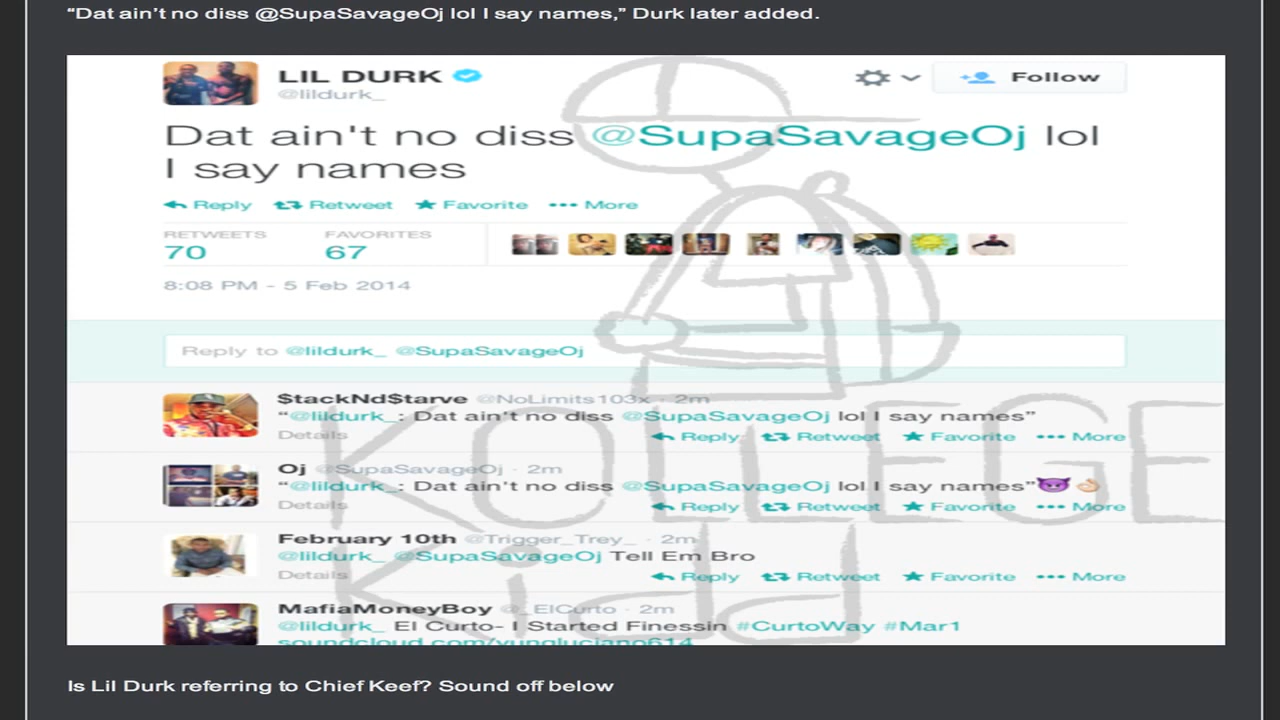 “Dat ain’t no diss @SupaSavageOj lol I say names,” Durk later added.
LIL DURK
@lildurk_
Follow
Dat ain't no diss @SupaSavageOj lol
I say names
Reply Retweet Favorite More
RETWEETS FAVORITES
70 67
8:08 PM - 5 Feb 2014
Reply to @lildurk_ @SupaSavageOj
$tackNd$tarve @NoLimits103x · 2m
“@lildurk_: Dat ain’t no diss @SupaSavageOj lol I say names”
Details Reply Retweet Favorite More
Oj @SupaSavageOj · 2m
“@lildurk_: Dat ain’t no diss @SupaSavageOj lol I say names”😈👌
Details Reply Retweet Favorite More
February 10th @Trigger_Trey_ · 2m
@lildurk_ @SupaSavageOj Tell Em Bro
Details Reply Retweet Favorite More
MafiaMoneyBoy @_ElCurto · 2m
@lildurk_ El Curto- I Started Finessin #CurtoWay #Mar1
soundcloud.com/yungluciano614
KOLLEGE
Kidd
Is Lil Durk referring to Chief Keef? Sound off below